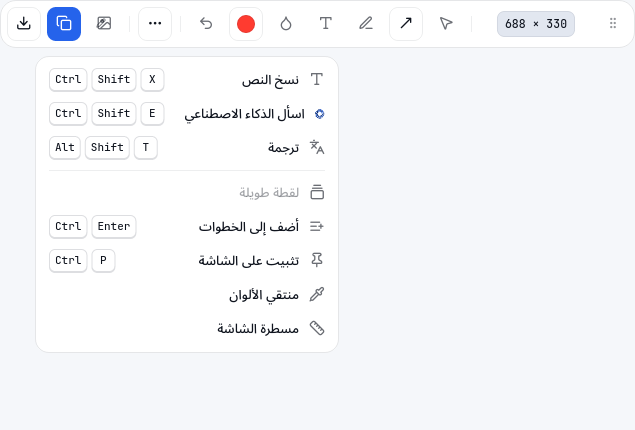 688 × 330
نسخ النص Ctrl Shift X
اسأل الذكاء الاصطناعي Ctrl Shift E
ترجمة Alt Shift T
لقطة طويلة
أضف إلى الخطوات Ctrl Enter
تثبيت على الشاشة Ctrl P
منتقي الألوان
مسطرة الشاشة